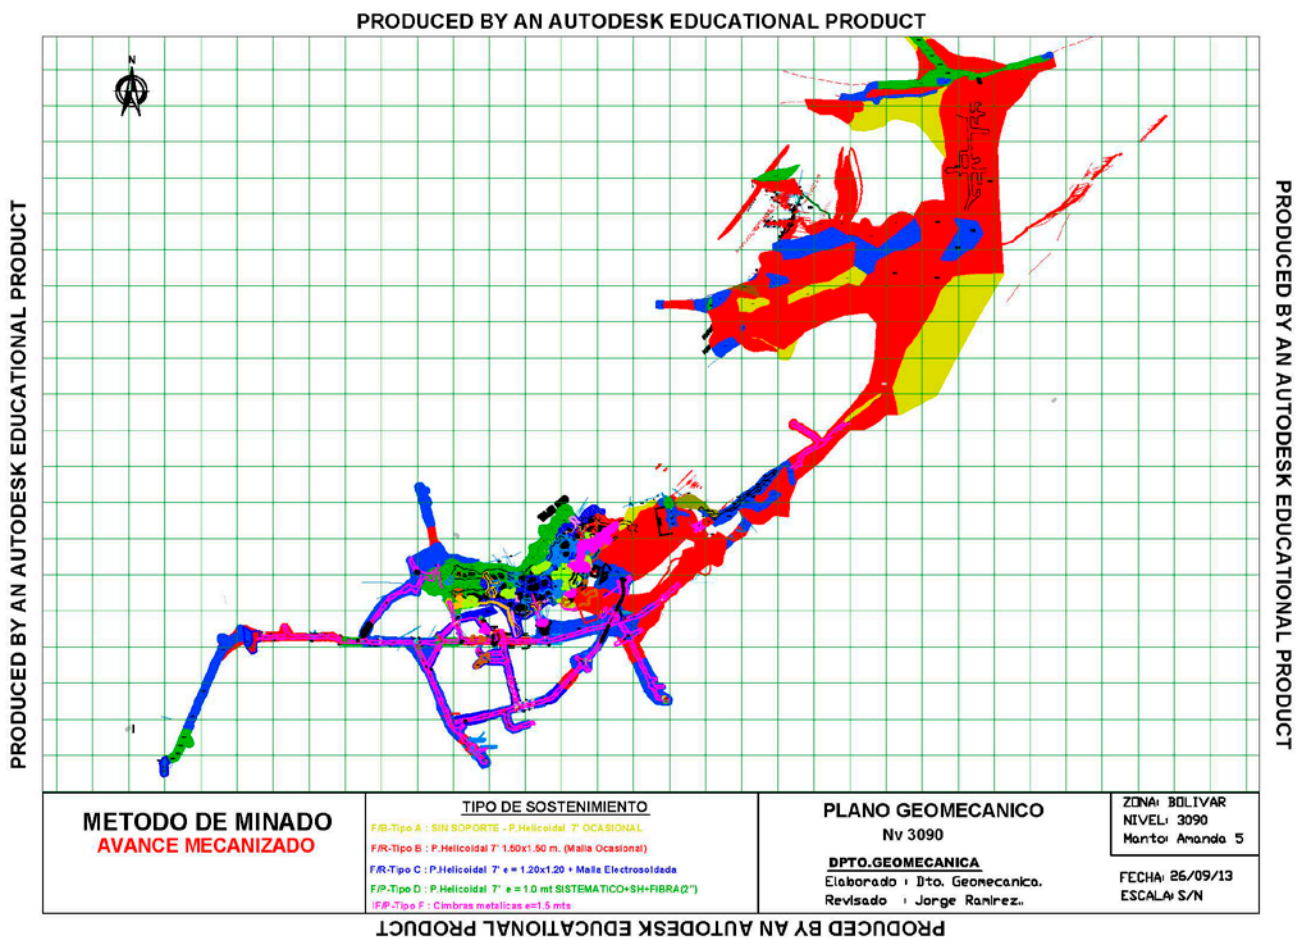 PRODUCED BY AN AUTODESK EDUCATIONAL PRODUCT
N
PRODUCED BY AN AUTODESK EDUCATIONAL PRODUCT
PRODUCED BY AN AUTODESK EDUCATIONAL PRODUCT
METODO DE MINADO
AVANCE MECANIZADO
TIPO DE SOSTENIMIENTO
F/B-Tipo A : SIN SOPORTE - P.Helicoidal 7' OCASIONAL
F/R-Tipo B : P.Helicoidal 7' 1.50x1.50 m. (Malla Ocasional)
F/R-Tipo C : P.Helicoidal 7' e = 1.20x1.20 + Malla Electrosoldada
F/P-Tipo D : P.Helicoidal 7' e = 1.0 mt SISTEMATICO+SH+FIBRA(2")
IF/P-Tipo F : Cimbras metalicas e=1.5 mts
PLANO GEOMECANICO
Nv 3090
DPTO.GEOMECANICA
Elaborado : Dto. Geomecanica.
Revisado : Jorge Ramirez..
ZONA: BOLIVAR
NIVEL: 3090
Manto: Amanda 5
FECHA: 26/09/13
ESCALA: S/N
PRODUCED BY AN AUTODESK EDUCATIONAL PRODUCT